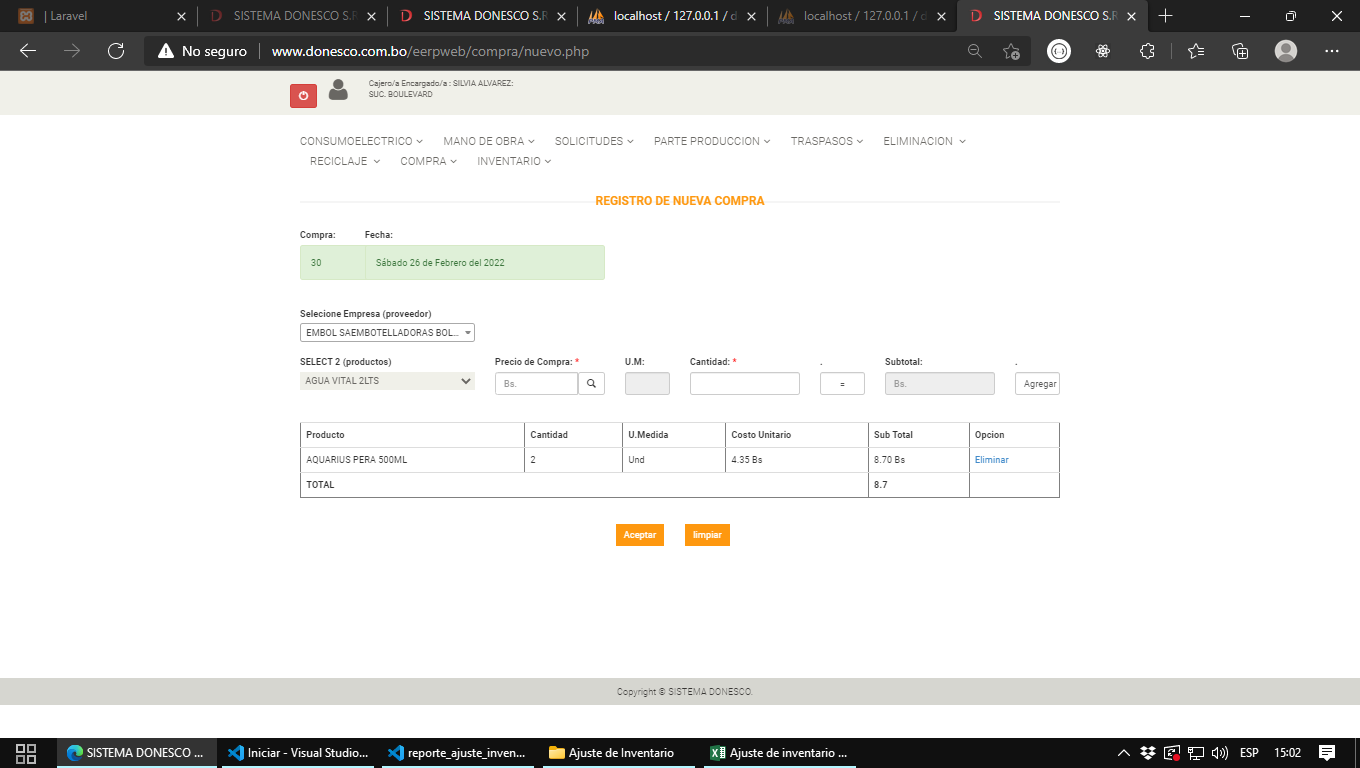 | Laravel
SISTEMA DONESCO S.R
SISTEMA DONESCO S.R
localhost / 127.0.0.1 / d
localhost / 127.0.0.1 / d
SISTEMA DONESCO S.R
No seguro
www.donesco.com.bo/eerpweb/compra/nuevo.php
Cajero/a Encargado/a : SILVIA ALVAREZ:
SUC. BOULEVARD
CONSUMOELECTRICO MANO DE OBRA SOLICITUDES PARTE PRODUCCION TRASPASOS ELIMINACION
RECICLAJE COMPRA INVENTARIO
REGISTRO DE NUEVA COMPRA
Compra: Fecha:
30 Sábado 26 de Febrero del 2022
Selecione Empresa (proveedor)
EMBOL SAEMBOTELLADORAS BOL...
SELECT 2 (productos) Precio de Compra: * U.M: Cantidad: * . Subtotal: .
AGUA VITAL 2LTS Bs. = Bs. Agregar
Producto Cantidad U.Medida Costo Unitario Sub Total Opcion
AQUARIUS PERA 500ML 2 Und 4.35 Bs 8.70 Bs Eliminar
TOTAL 8.7
Aceptar limpiar
Copyright © SISTEMA DONESCO.
SISTEMA DONESCO ...
Iniciar - Visual Studio...
reporte_ajuste_inven...
Ajuste de Inventario
Ajuste de inventario ...
ESP
15:02